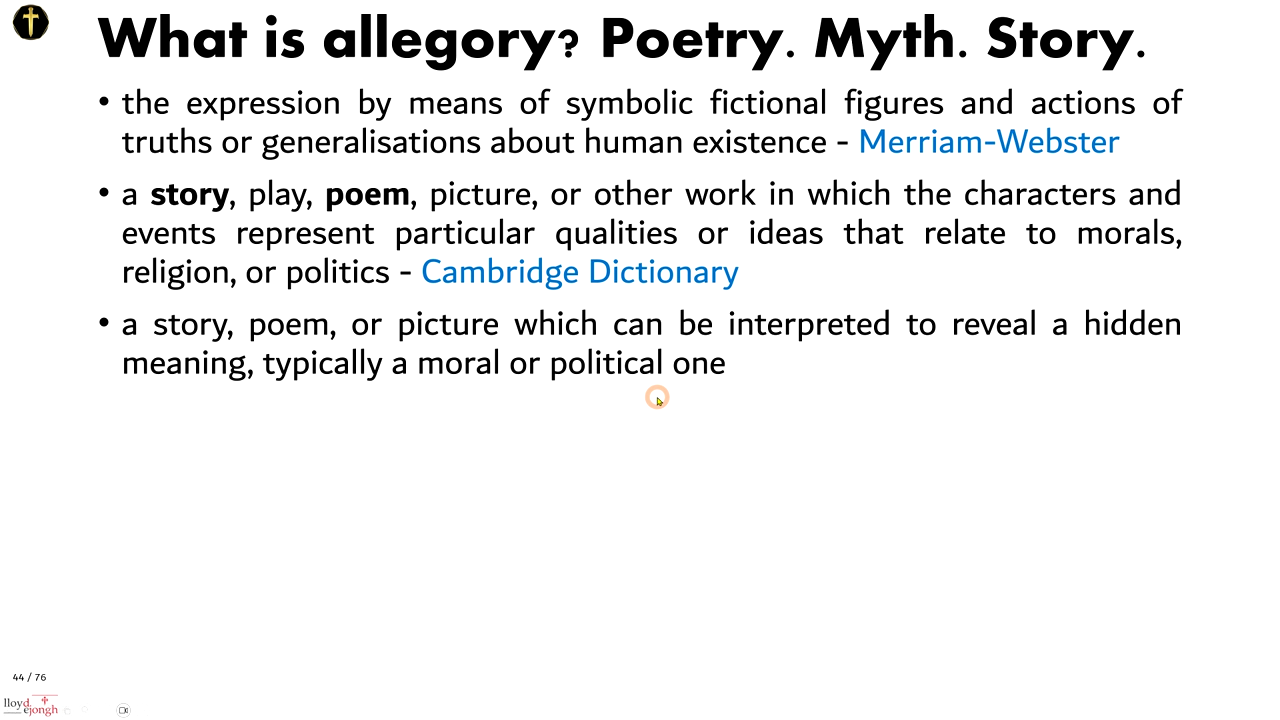 What is allegory? Poetry. Myth. Story.
• the expression by means of symbolic fictional figures and actions of
truths or generalisations about human existence - Merriam-Webster
• a story, play, poem, picture, or other work in which the characters and
events represent particular qualities or ideas that relate to morals,
religion, or politics - Cambridge Dictionary
• a story, poem, or picture which can be interpreted to reveal a hidden
meaning, typically a moral or political one
44 / 76
lloyd
ejongh